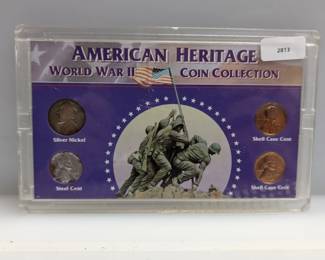 2813
AMERICAN HERITAGE
WORLD WAR II COIN COLLECTION
Silver Nickel
Shell Case Cent
Steel Cent
Shell Case Cent